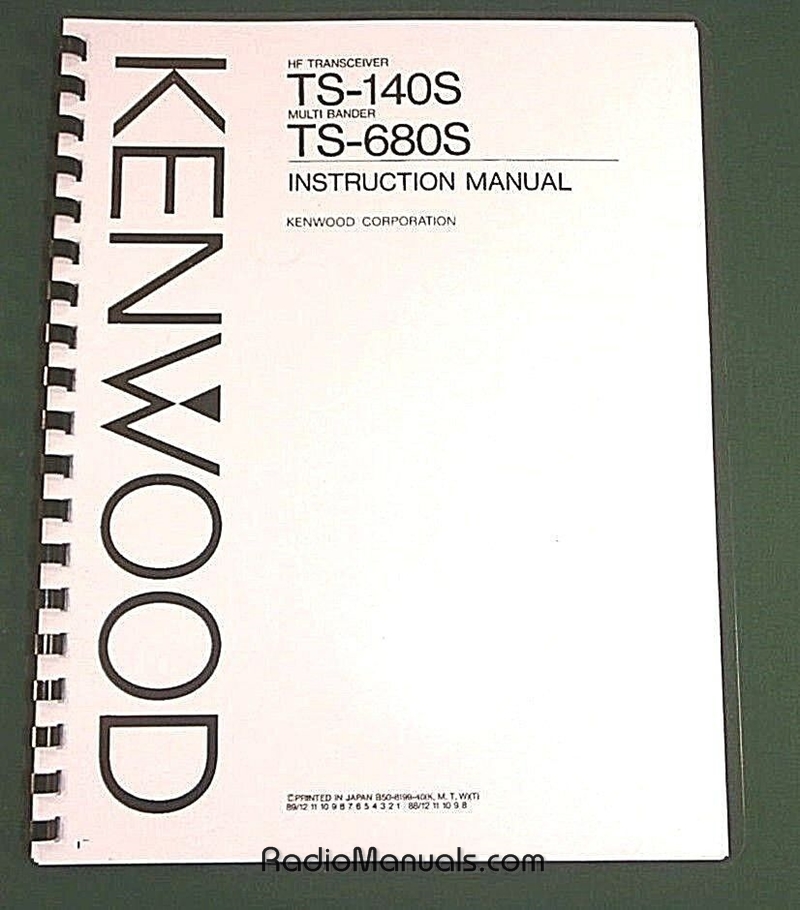 KENWOOD
HF TRANSCEIVER
TS-140S
MULTI BANDER
TS-680S
INSTRUCTION MANUAL
KENWOOD CORPORATION
©PRINTED IN JAPAN B50-8199-40(K, M, T, W)(T)
89/12 11 10 9 8 7 6 5 4 3 2 1 88/12 11 10 9 8
RadioManuals.com